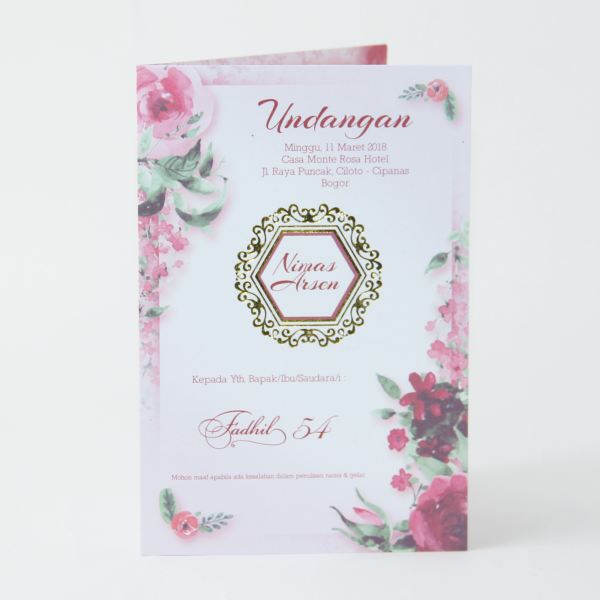 Undangan
Minggu, 11 Maret 2018
Casa Monte Rosa Hotel
Jl. Raya Puncak, Ciloto - Cipanas
Bogor
Nimas
Arsen
Kepada Yth. Bapak/Ibu/Saudara/i :
Fadhil 54
Mohon maaf apabila ada kesalahan dalam penulisan nama & gelar